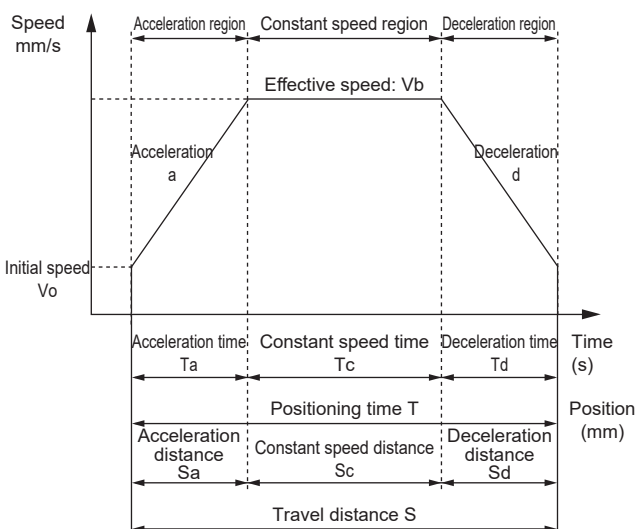 Speed
mm/s
Acceleration region
Constant speed region
Deceleration region
Effective speed: Vb
Acceleration
a
Deceleration
d
Initial speed
Vo
Acceleration time
Ta
Constant speed time
Tc
Deceleration time
Td
Time
(s)
Positioning time T
Position
(mm)
Acceleration
distance
Sa
Constant speed distance
Sc
Deceleration
distance
Sd
Travel distance S